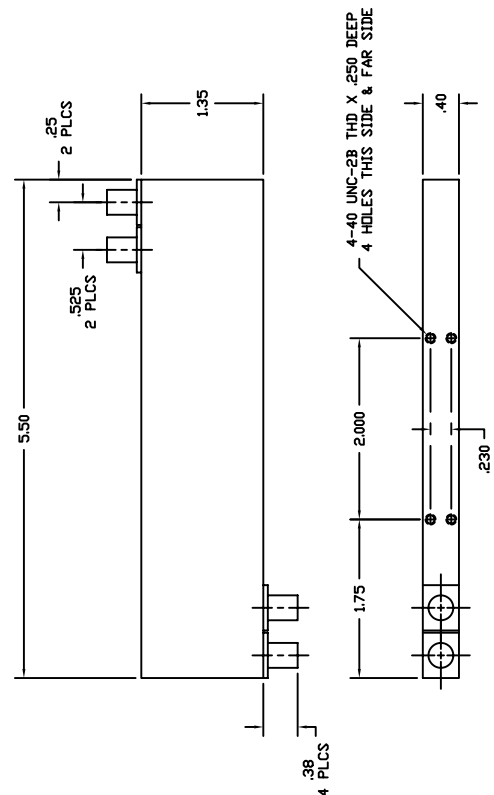 5.50
.25
2 PLCS
.525
2 PLCS
1.35
.38
4 PLCS
4-40 UNC-2B THD X .250 DEEP
4 HOLES THIS SIDE & FAR SIDE
2.000
1.75
.40
.230